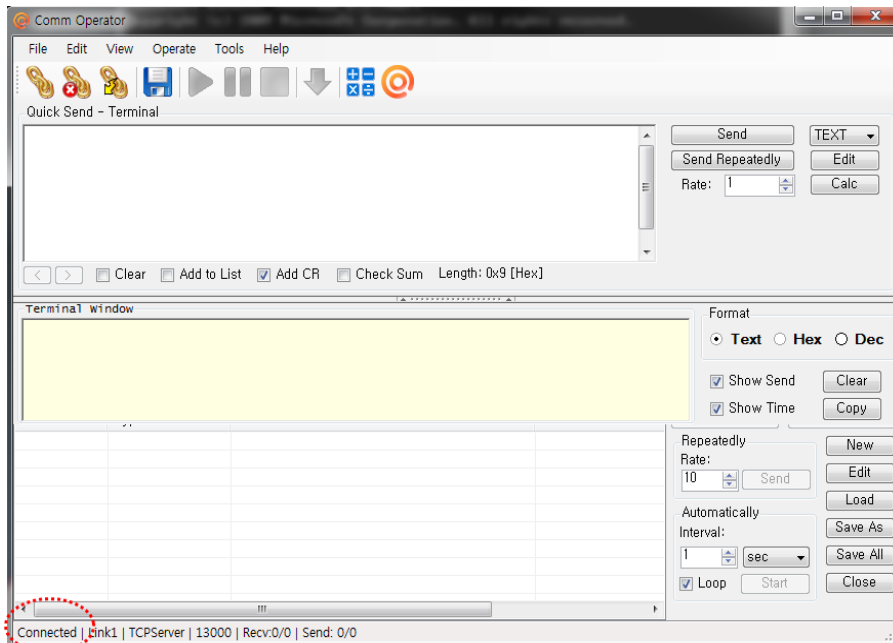 Comm Operator
File Edit View Operate Tools Help
Quick Send - Terminal
Send TEXT
Send Repeatedly Edit
Rate: 1 Calc
< > Clear Add to List Add CR Check Sum Length: 0x9 [Hex]
Terminal Window
Format
Text Hex Dec
Show Send Clear
Show Time Copy
Repeatedly New
Rate:
10 Send Edit
Load
Automatically
Interval: Save As
1 sec Save All
Loop Start Close
Connected | Link1 | TCPServer | 13000 | Recv:0/0 | Send: 0/0